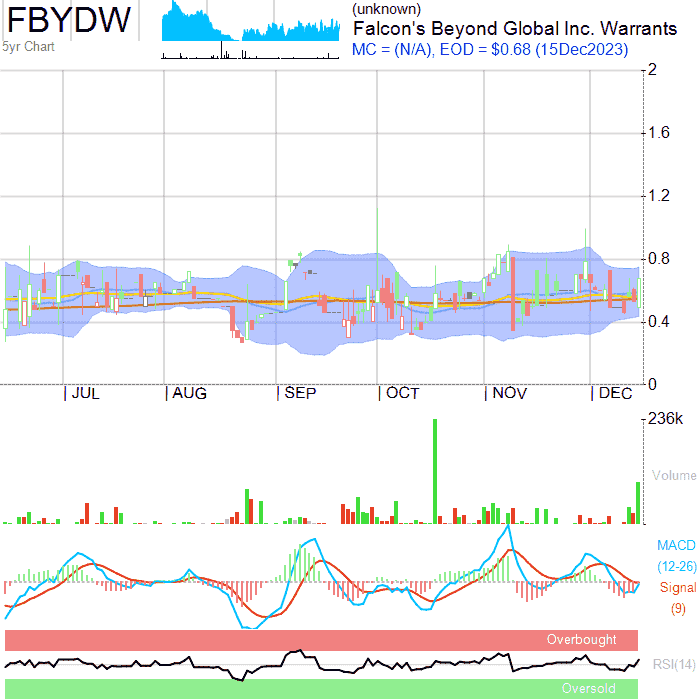 FBYDW
5yr Chart
(unknown)
Falcon's Beyond Global Inc. Warrants
MC = (N/A), EOD = $0.68 (15Dec2023)
2
1.6
1.2
0.8
0.4
0
JUL
AUG
SEP
OCT
NOV
DEC
236k
Volume
MACD
(12-26)
Signal
(9)
Overbought
RSI(14)
Oversold